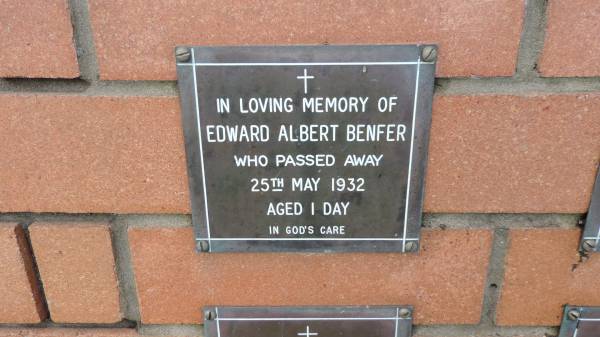 IN LOVING MEMORY OF
EDWARD ALBERT BENFER
WHO PASSED AWAY
25TH MAY 1932
AGED 1 DAY
IN GOD'S CARE